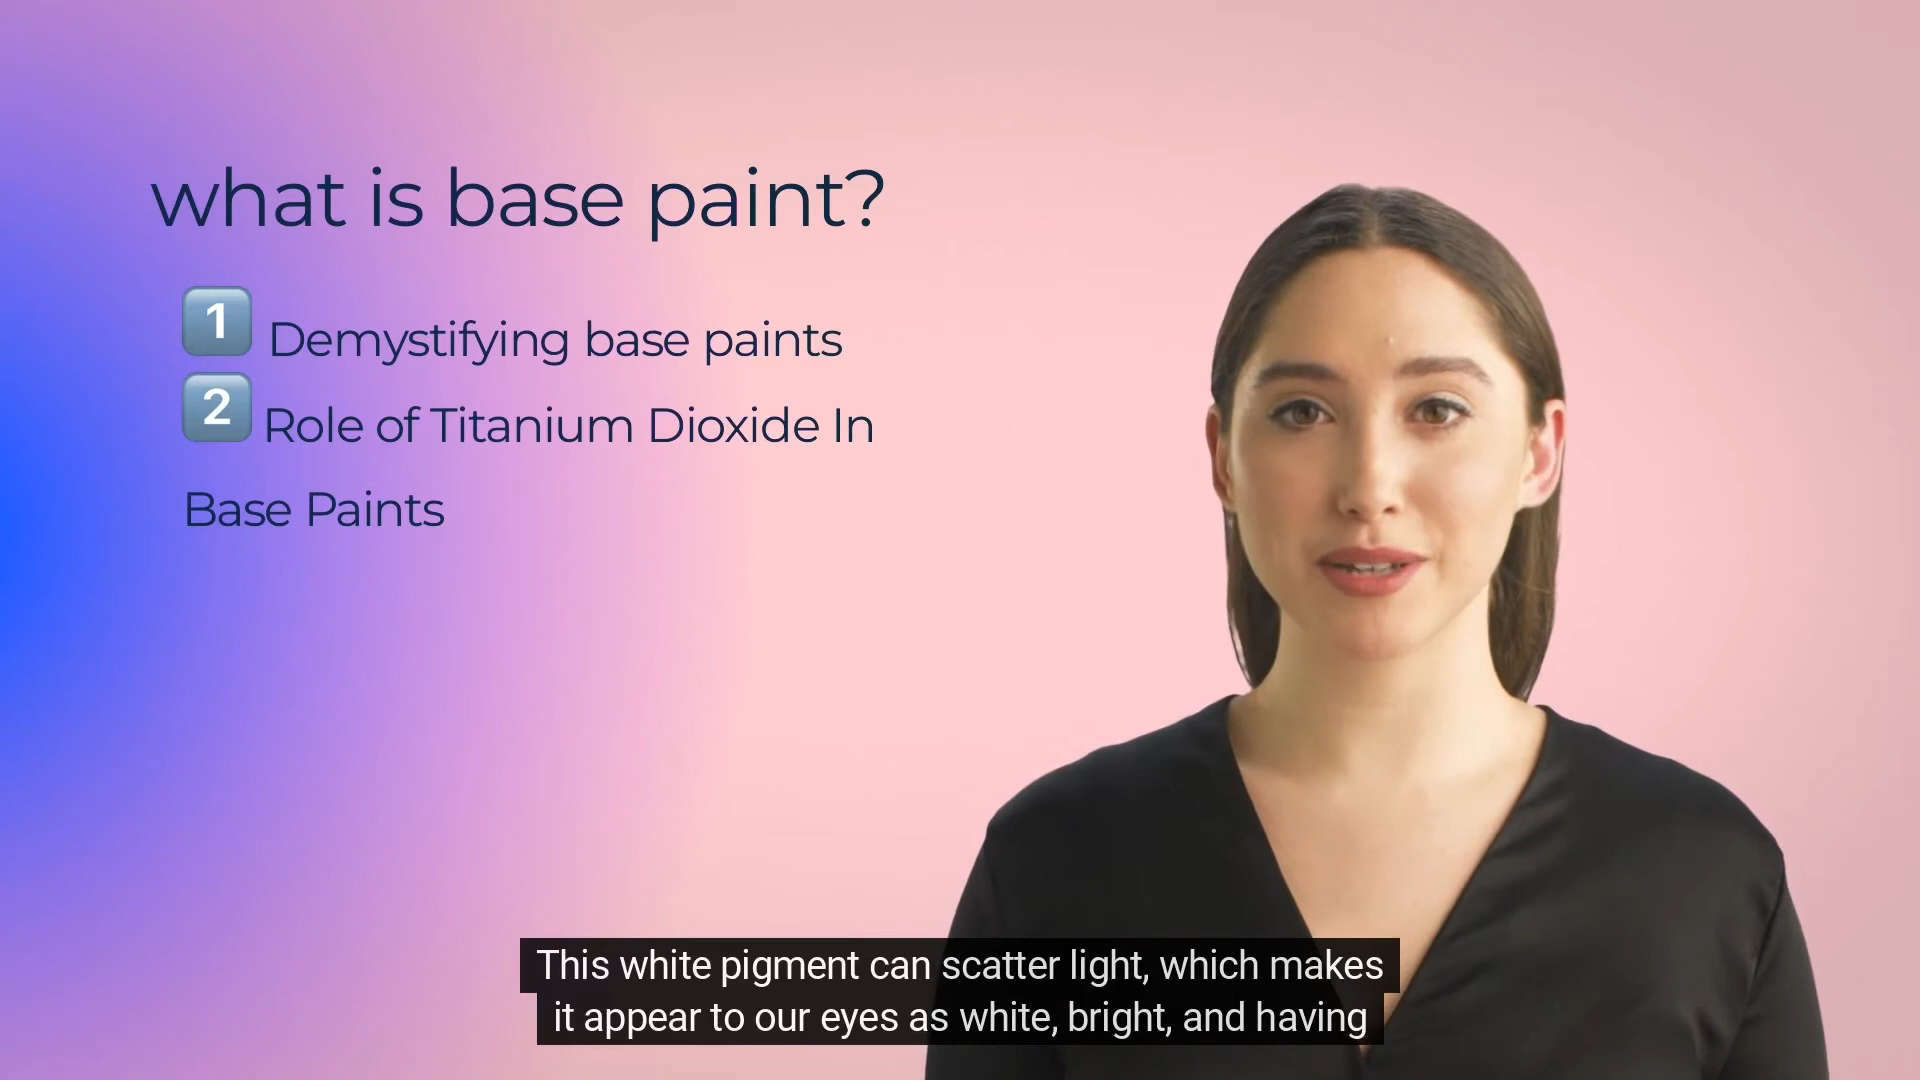 what is base paint?
1 Demystifying base paints
2 Role of Titanium Dioxide In
Base Paints
This white pigment can scatter light, which makes
it appear to our eyes as white, bright, and having